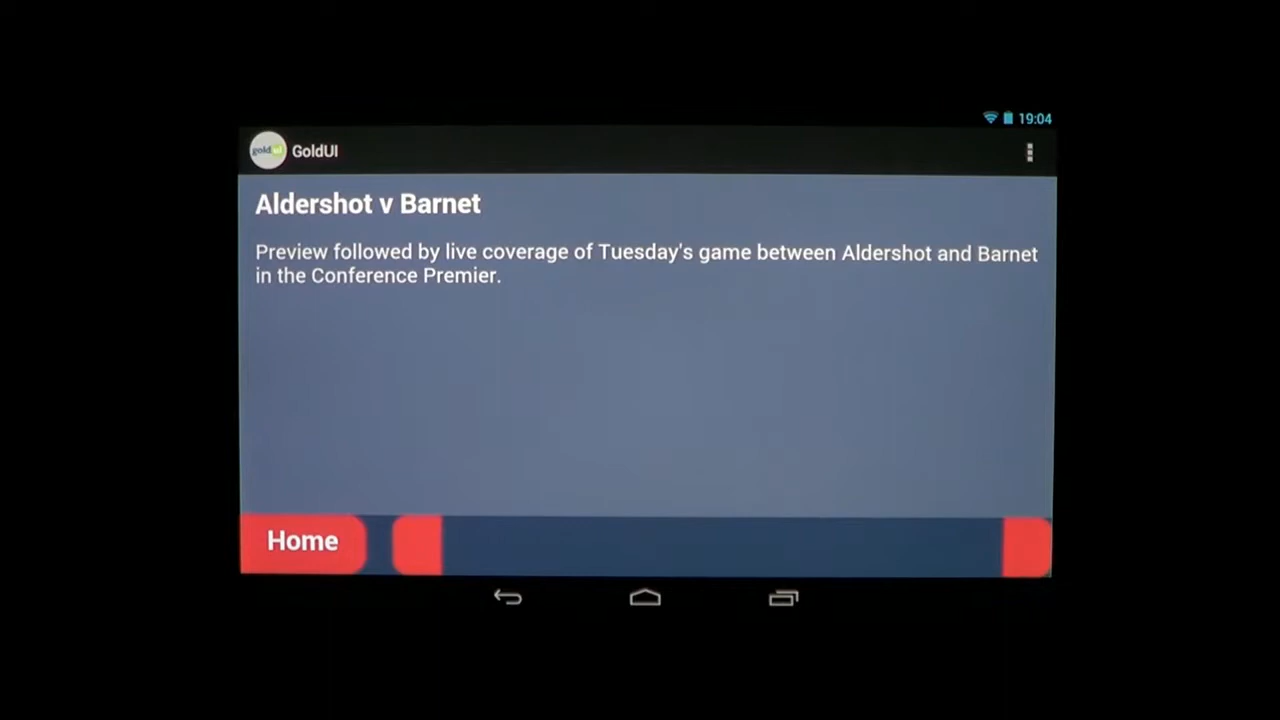 19:04
goldui GoldUI
Aldershot v Barnet
Preview followed by live coverage of Tuesday's game between Aldershot and Barnet
in the Conference Premier.
Home